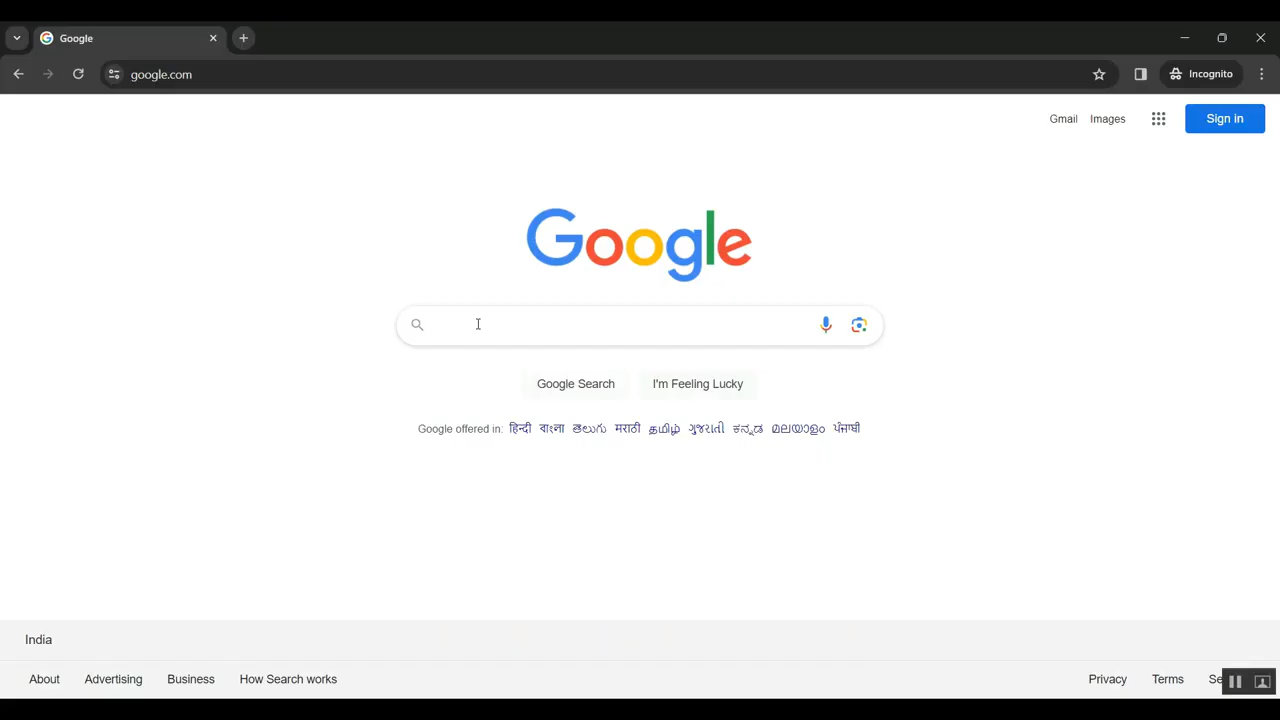 Google
google.com
Incognito
Gmail Images Sign in
Google
Google Search I'm Feeling Lucky
Google offered in: हिन्दी বাংলা తెలుగు मराठी தமிழ் ગુજરાતી ಕನ್ನಡ മലയാളം ਪੰਜਾਬੀ
India
About Advertising Business How Search works Privacy Terms Se